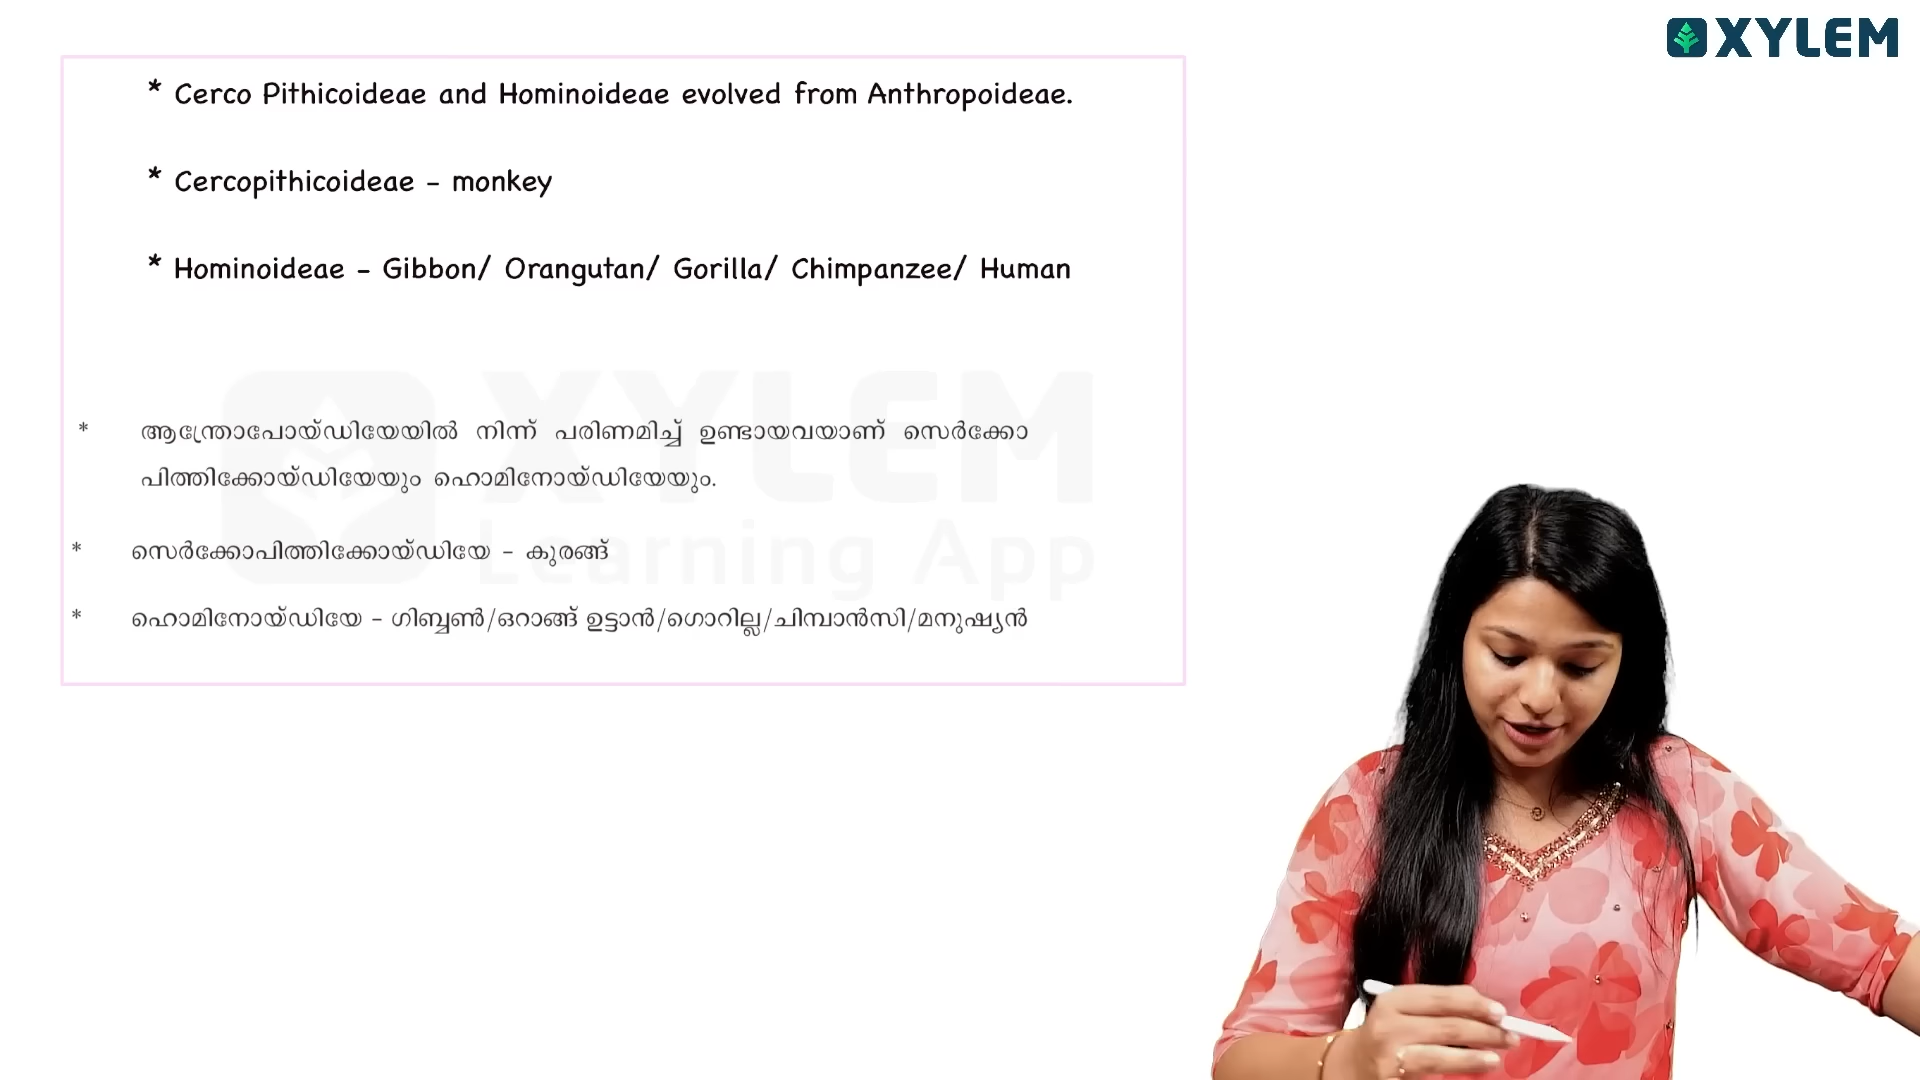 XYLEM
* Cerco Pithicoideae and Hominoideae evolved from Anthropoideae.
* Cercopithicoideae - monkey
* Hominoideae - Gibbon/ Orangutan/ Gorilla/ Chimpanzee/ Human
* ആന്ത്രോപോയ്ഡിയേയിൽ നിന്ന് പരിണമിച്ച് ഉണ്ടായവയാണ് സെർക്കോ
പിത്തിക്കോയ്ഡിയേയും ഹൊമിനോയ്ഡിയേയും.
* സെർക്കോപിത്തിക്കോയ്ഡിയേ - കുരങ്ങ്
* ഹൊമിനോയ്ഡിയേ - ഗിബ്ബൺ/ഒറാങ്ങ് ഉട്ടാൻ/ഗൊറില്ല/ചിമ്പാൻസി/മനുഷ്യൻ
XYLEM
Learning App